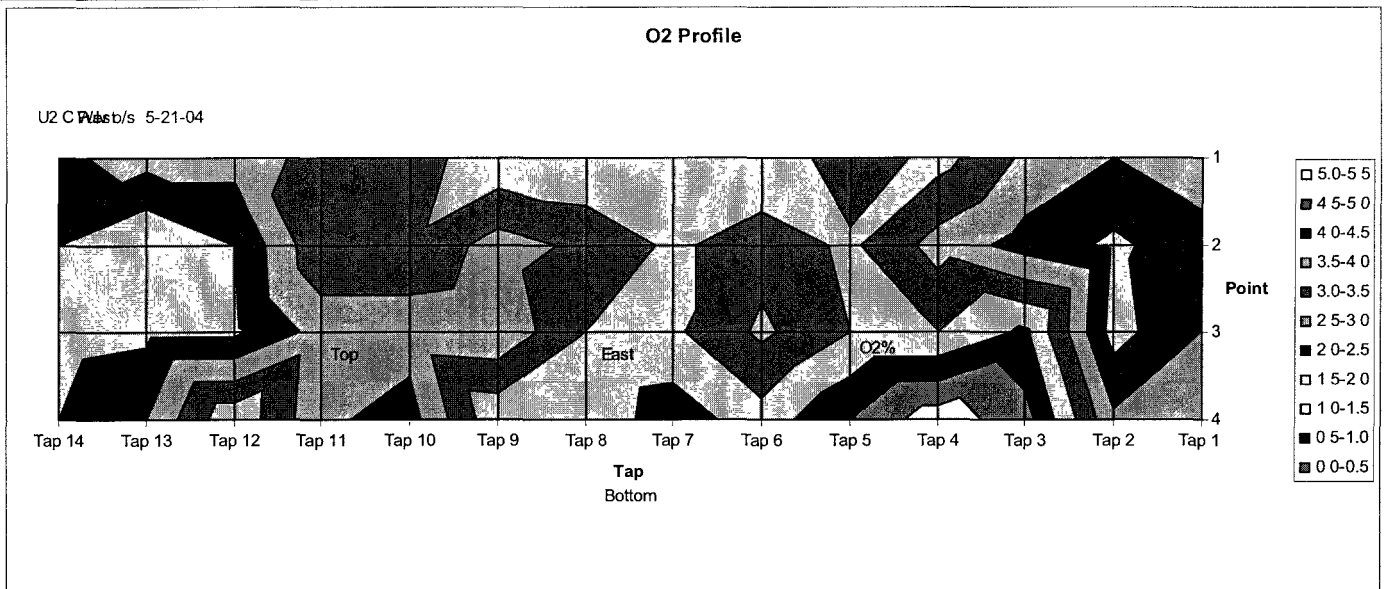 O2 Profile
U2 C 5-21-04
1
2
Point
3
4
Top
East
O2%
Tap 14 Tap 13 Tap 12 Tap 11 Tap 10 Tap 9 Tap 8 Tap 7 Tap 6 Tap 5 Tap 4 Tap 3 Tap 2 Tap 1
Tap
Bottom
5.0-5 5
4 5-5 0
4 0-4.5
3.5-4 0
3.0-3.5
2 5-3 0
2 0-2.5
1 5-2 0
1 0-1.5
0 5-1.0
0 0-0.5